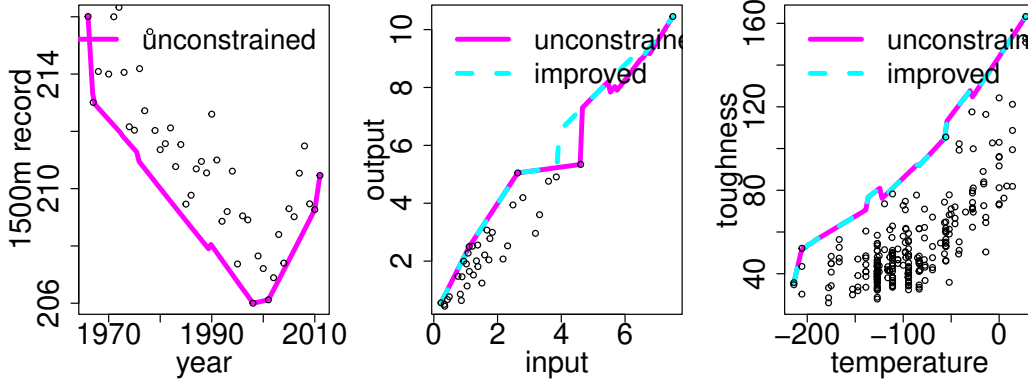 1500m record
206
210
214
1970
1990
2010
year
unconstrained
output
2
4
6
8
10
0
2
4
6
input
unconstrained
improved
toughness
40
80
120
160
−200
−100
0
temperature
unconstrained
improved